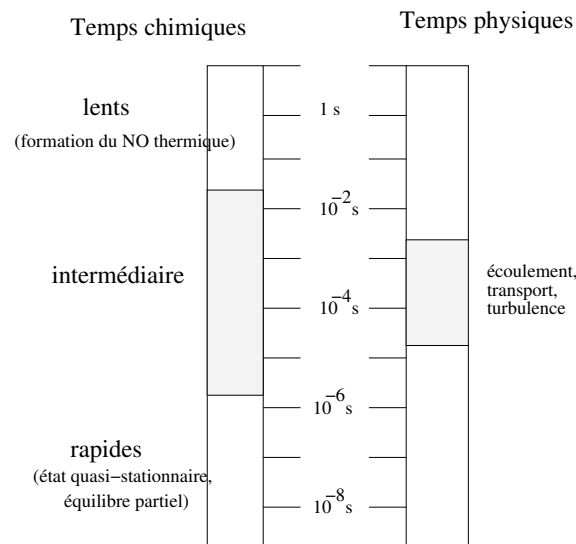 Temps chimiques
Temps physiques
lents
(formation du NO thermique)
1 s
10−2 s
intermédiaire
écoulement,
transport,
turbulence
10−4 s
10−6 s
rapides
(état quasi−stationnaire,
équilibre partiel)
10−8 s